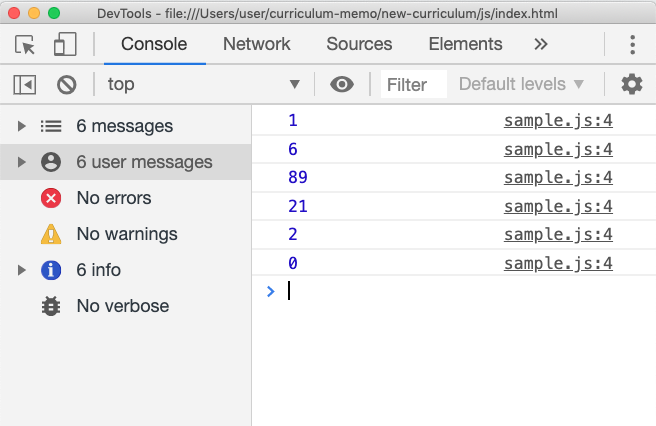 DevTools - file:///Users/user/curriculum-memo/new-curriculum/js/index.html
Console Network Sources Elements »
top ▼ Filter Default levels ▼
6 messages
6 user messages
No errors
No warnings
6 info
No verbose
1 sample.js:4
6 sample.js:4
89 sample.js:4
21 sample.js:4
2 sample.js:4
0 sample.js:4
>